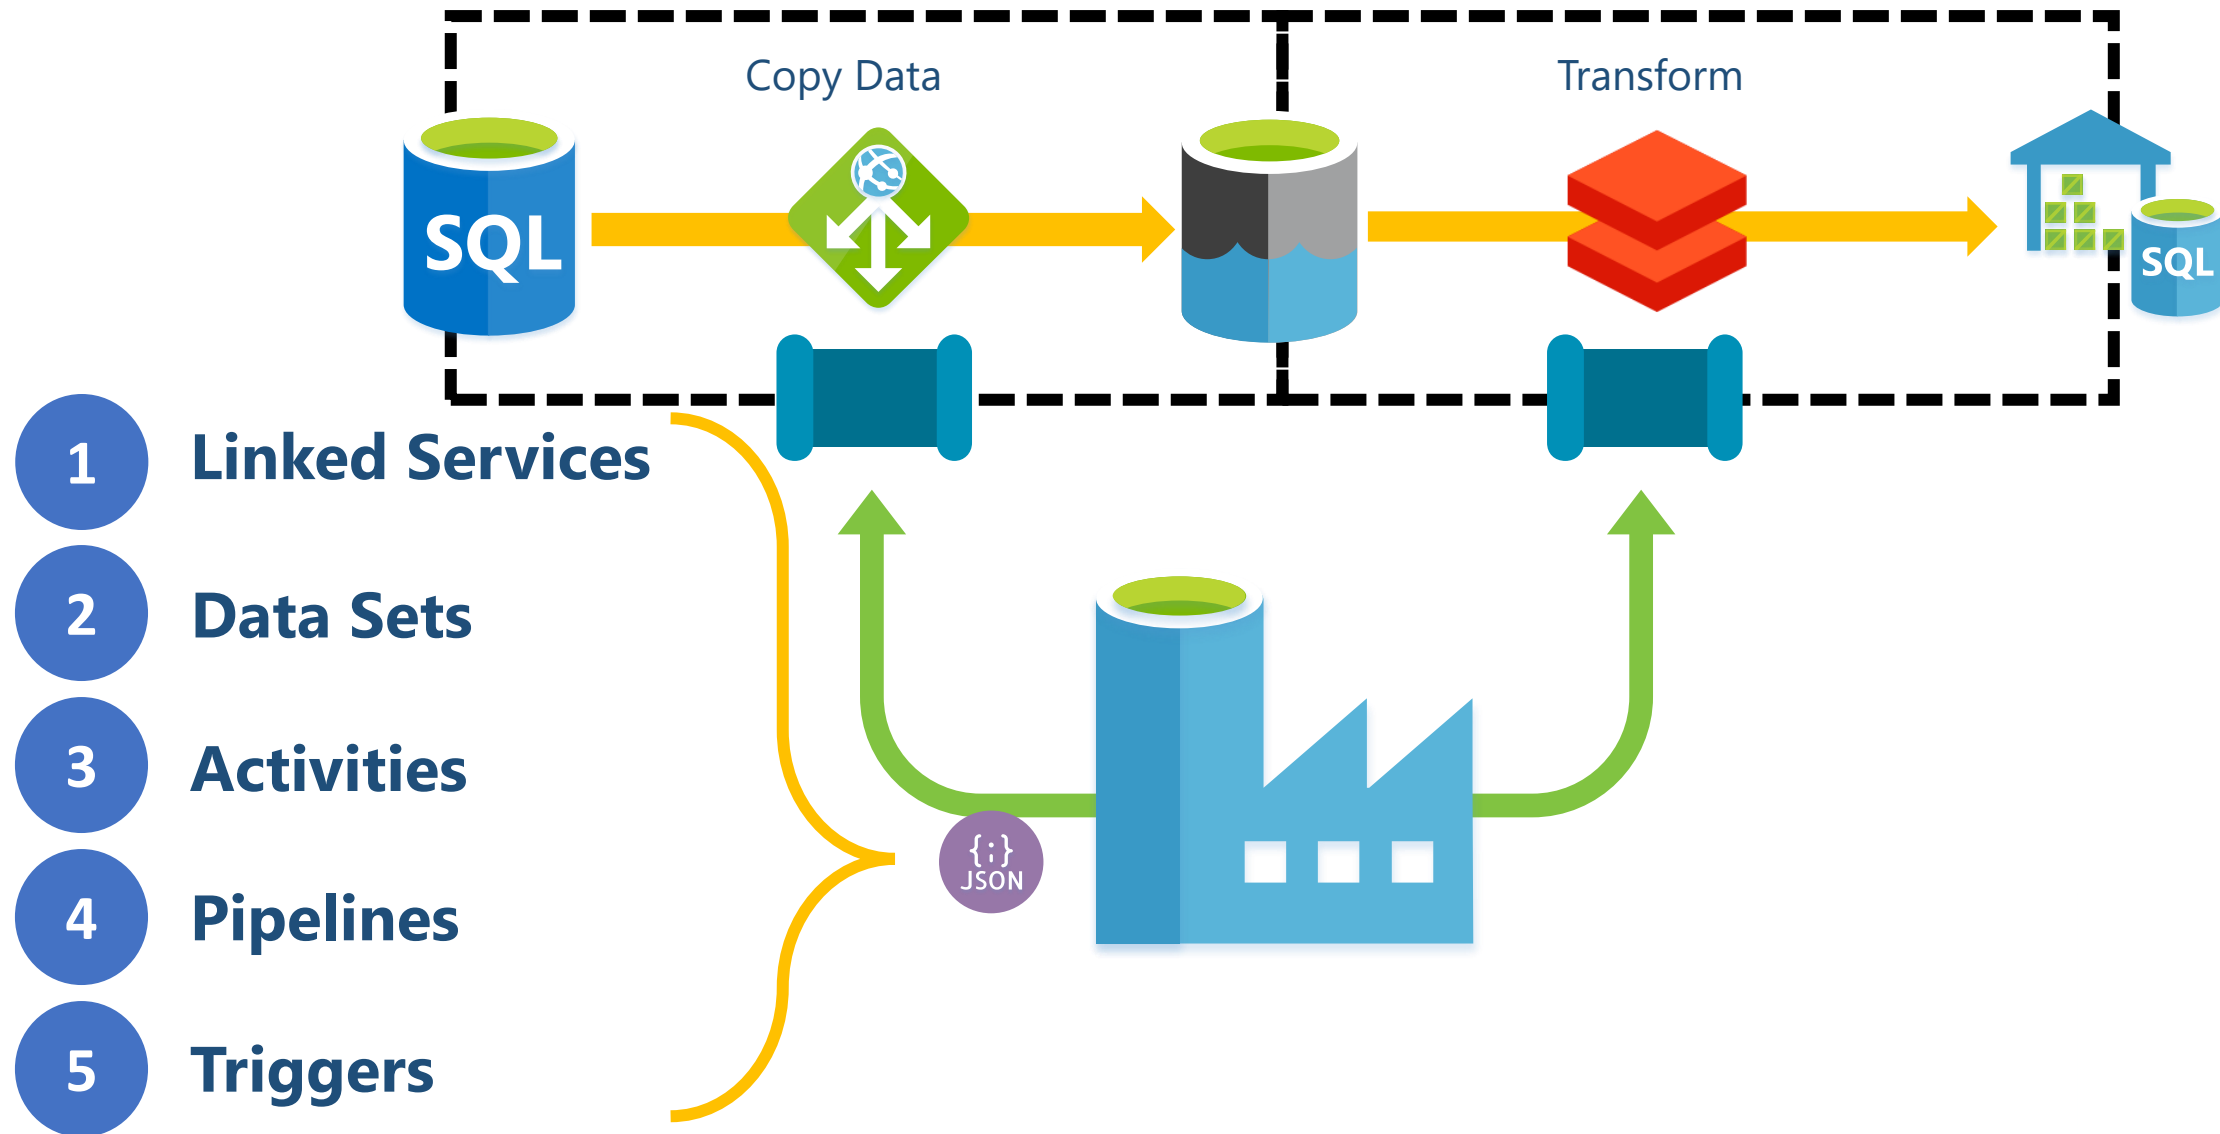 Copy Data
Transform
SQL
SQL
1 Linked Services
2 Data Sets
3 Activities
4 Pipelines
5 Triggers
{;}
JSON